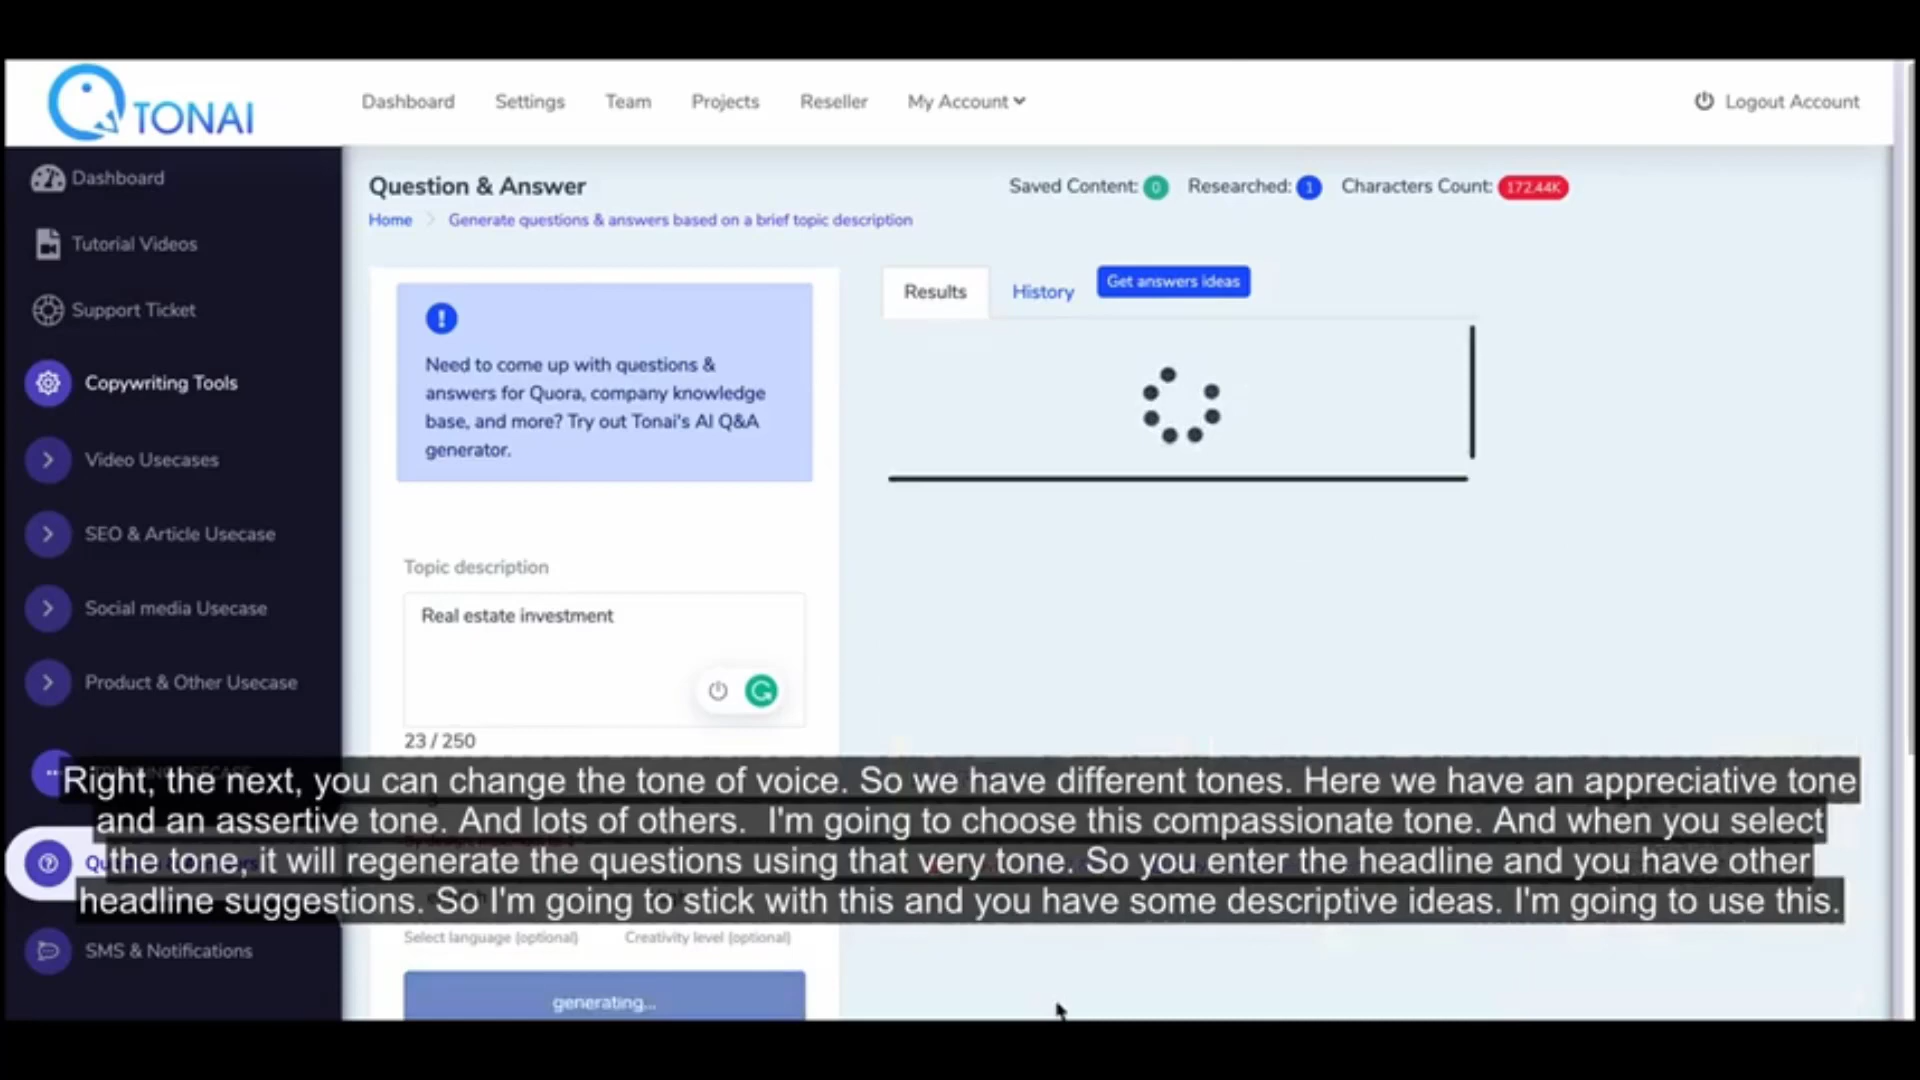 TONAI
Dashboard Settings Team Projects Reseller My Account
Logout Account
Dashboard
Tutorial Videos
Support Ticket
Copywriting Tools
Video Usecases
SEO & Article Usecase
Social media Usecase
Product & Other Usecase
SMS & Notifications
Question & Answer
Home > Generate questions & answers based on a brief topic description
Saved Content: 0 Researched: 1 Characters Count: 172.44K
Need to come up with questions &
answers for Quora, company knowledge
base, and more? Try out Tonai's AI Q&A
generator.
Results History Get answers ideas
Topic description
Real estate investment
23 / 250
Right, the next, you can change the tone of voice. So we have different tones. Here we have an appreciative tone
and an assertive tone. And lots of others. I'm going to choose this compassionate tone. And when you select
the tone, it will regenerate the questions using that very tone. So you enter the headline and you have other
headline suggestions. So I'm going to stick with this and you have some descriptive ideas. I'm going to use this.
Select language (optional) Creativity level (optional)
generating...